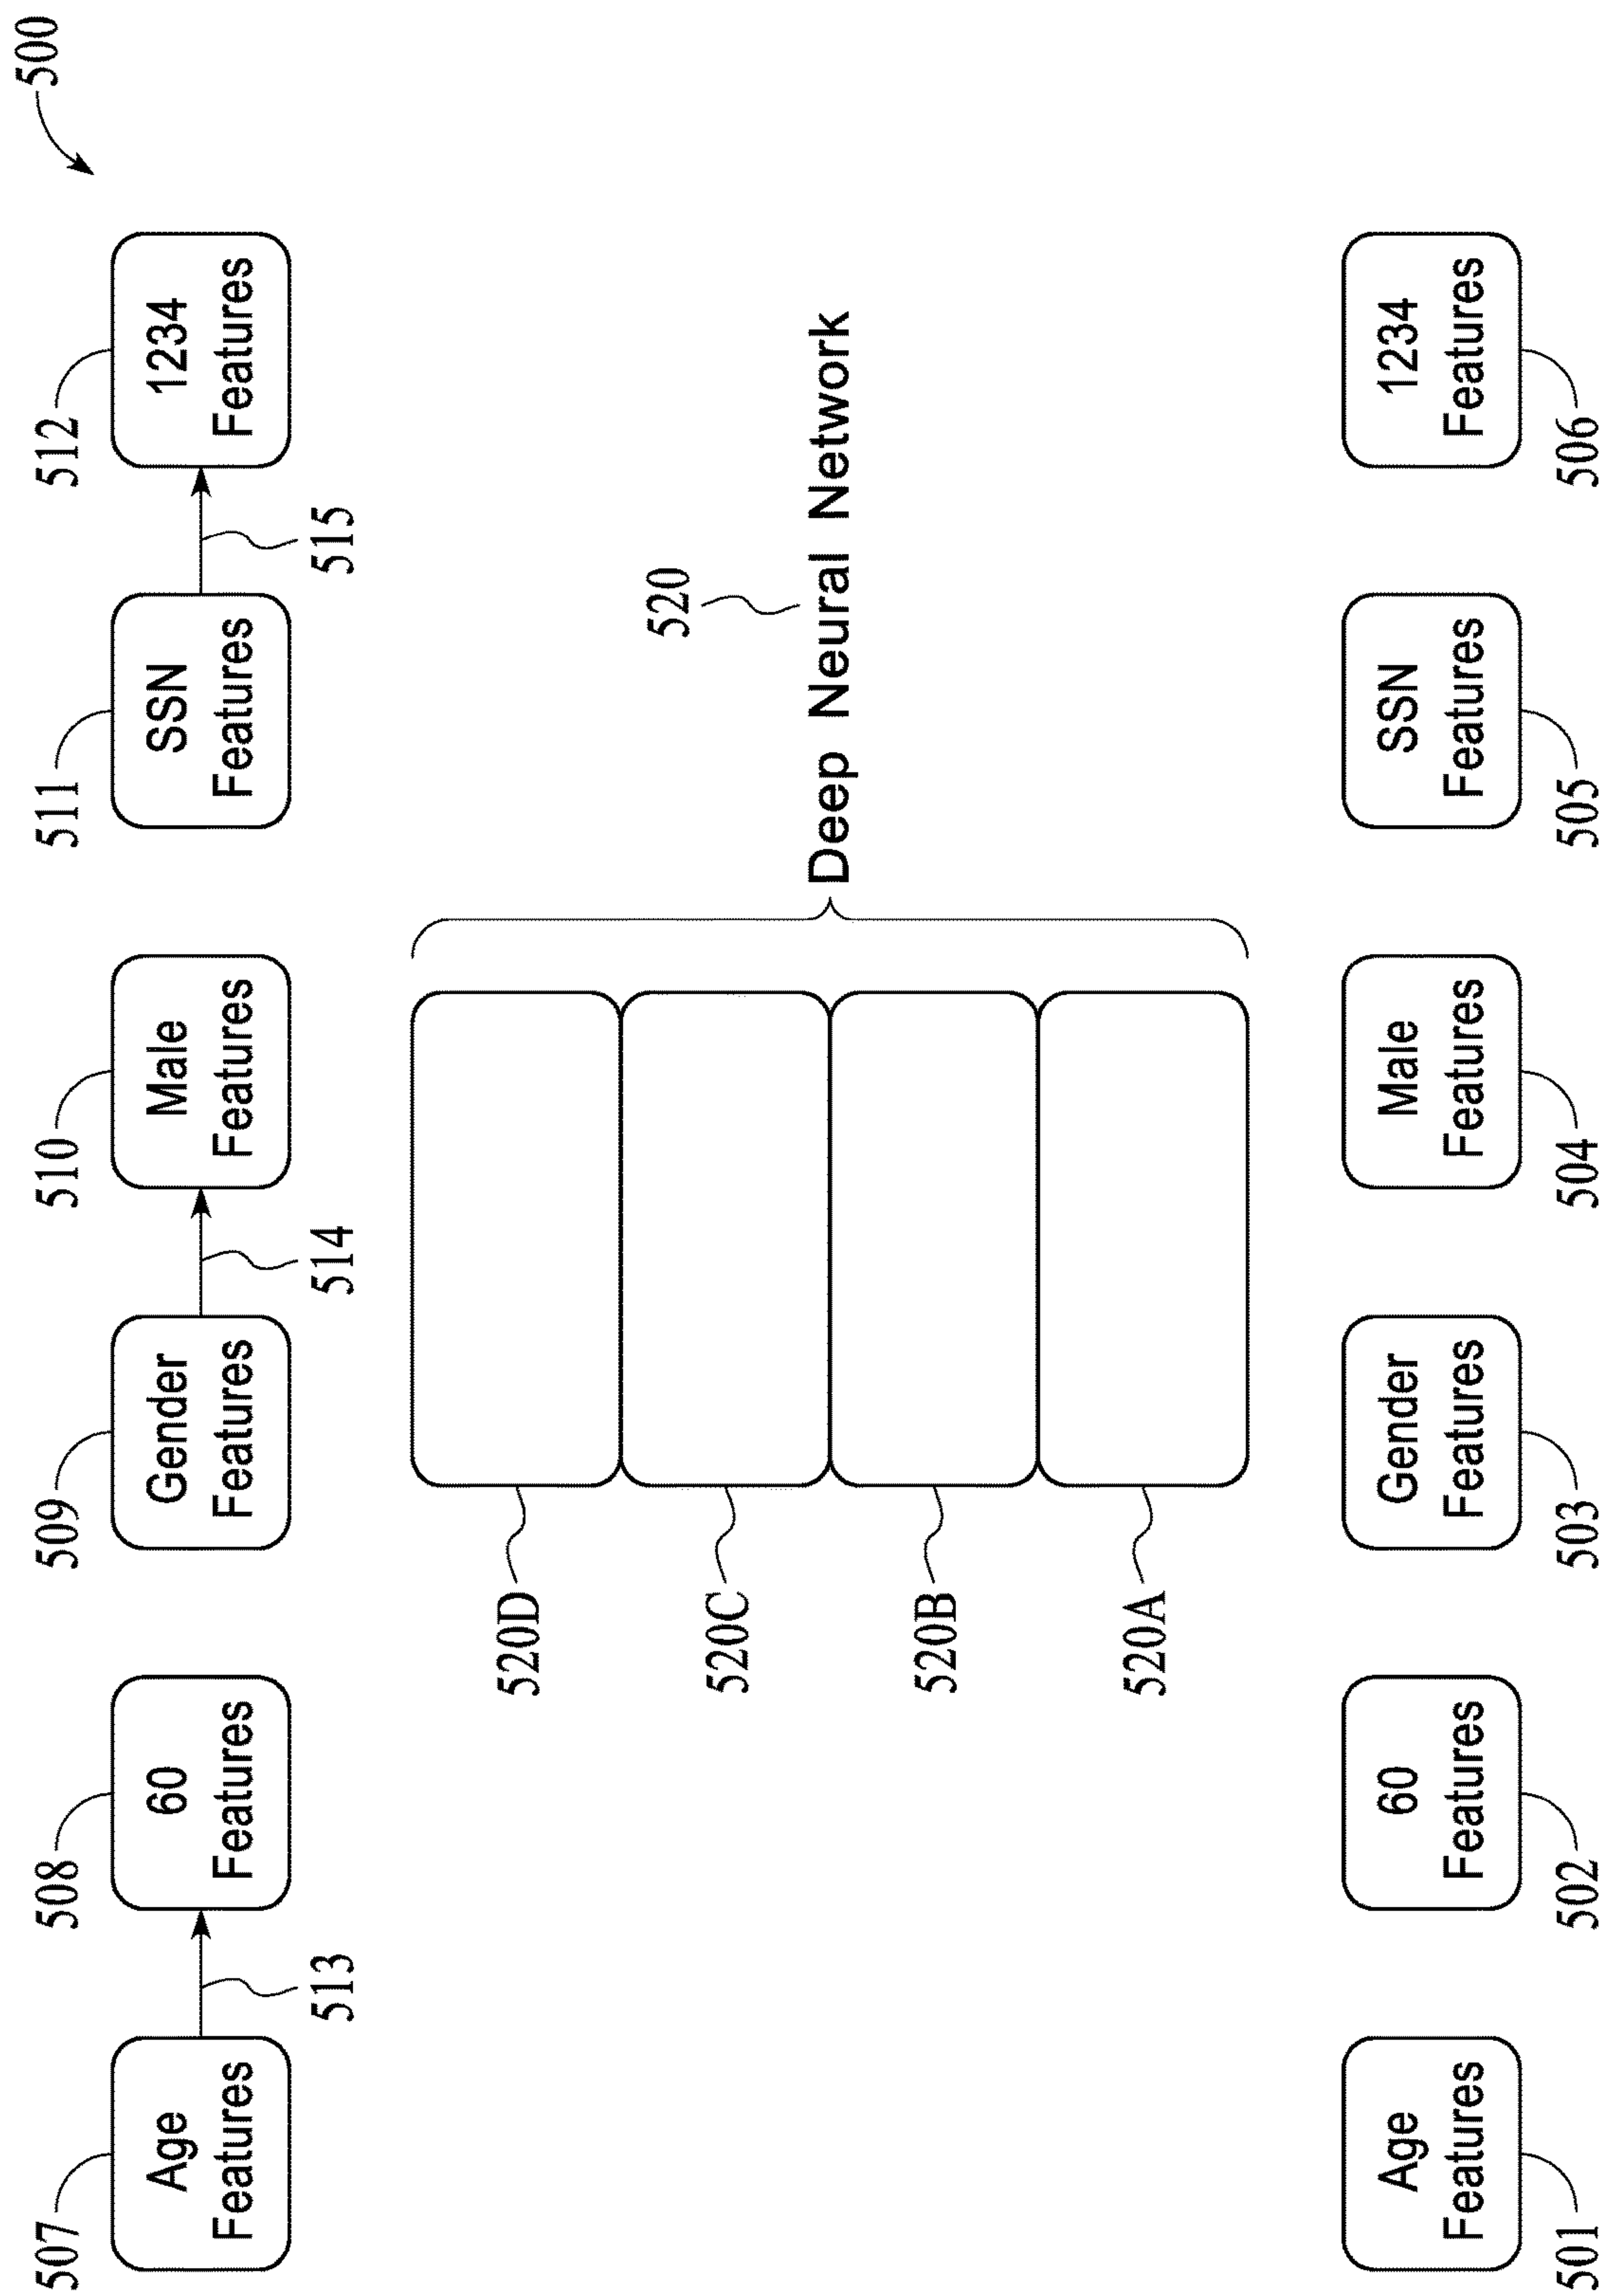 500
507
508
509
510
511
512
Age
Features
60
Features
Gender
Features
Male
Features
SSN
Features
1234
Features
513
514
515
520D
520C
520B
520A
520
Deep Neural Network
Age
Features
60
Features
Gender
Features
Male
Features
SSN
Features
1234
Features
501
502
503
504
505
506